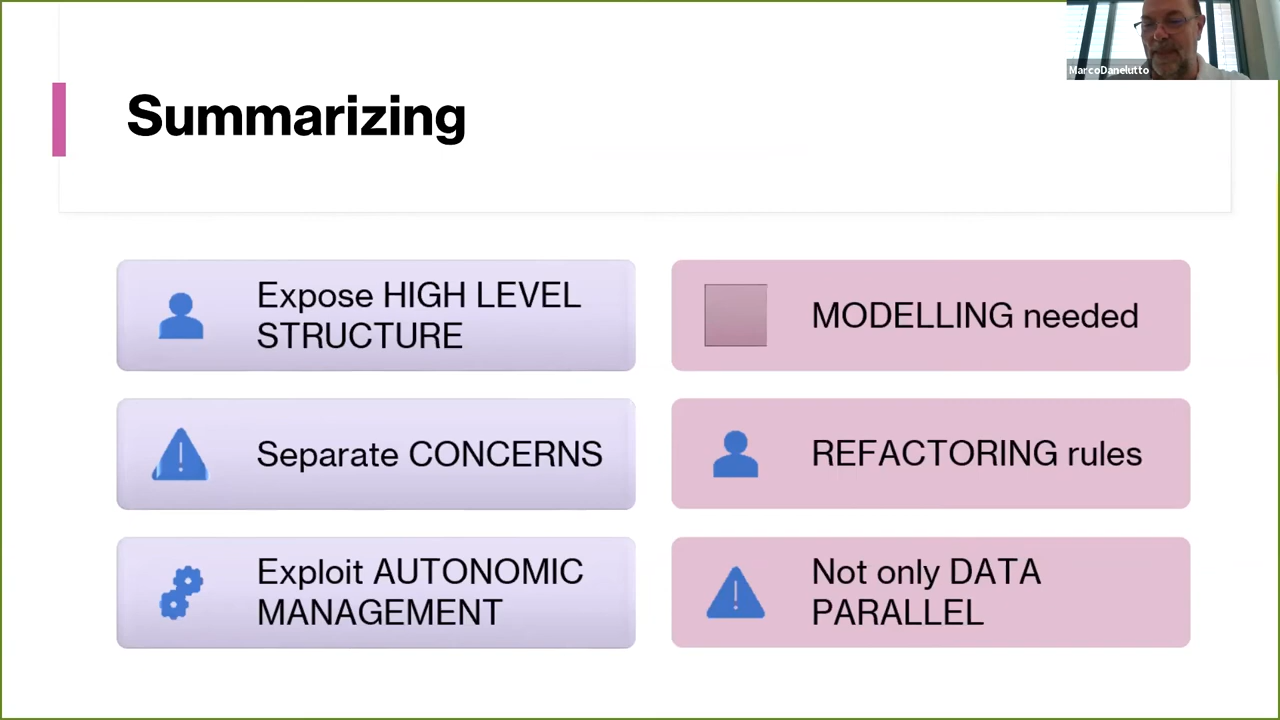 MarcoDanelutto
Summarizing
Expose HIGH LEVEL
STRUCTURE
MODELLING needed
Separate CONCERNS
REFACTORING rules
Exploit AUTONOMIC
MANAGEMENT
Not only DATA
PARALLEL